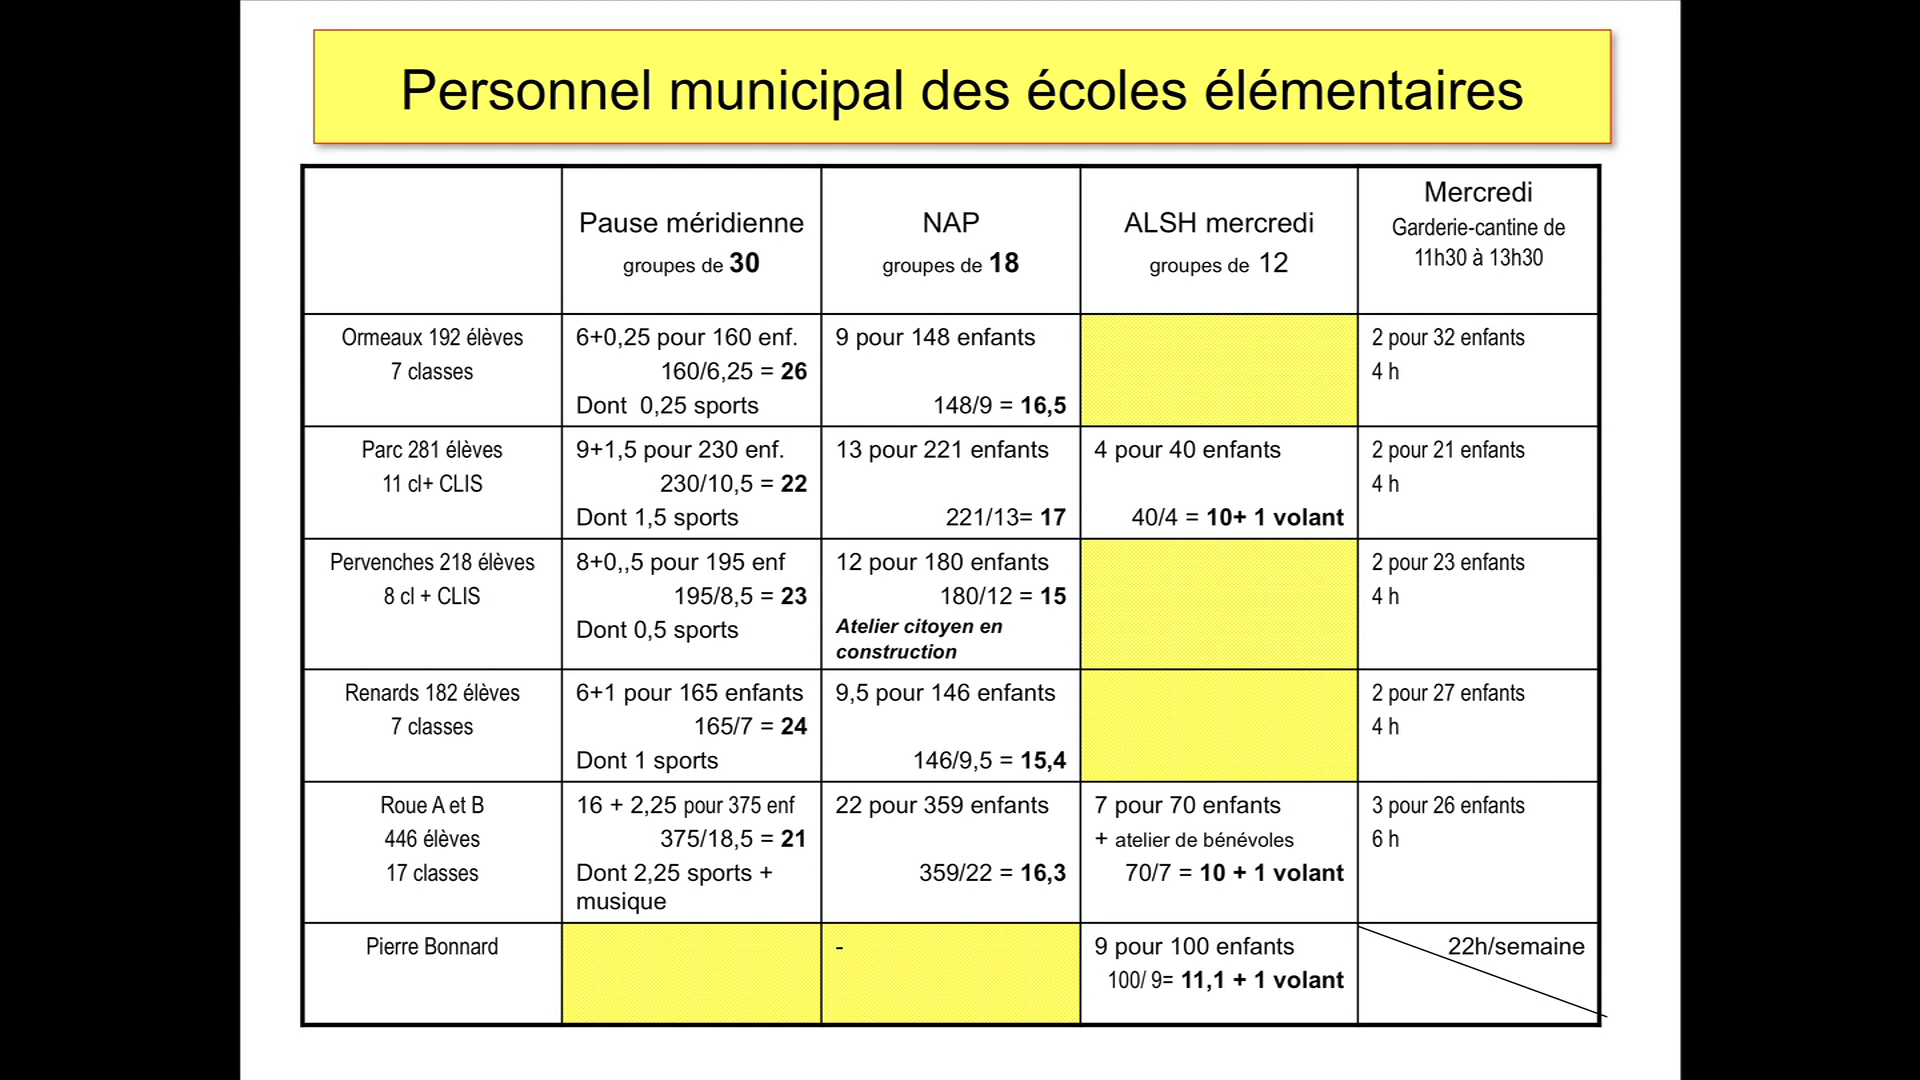 Personnel municipal des écoles élémentaires
Pause méridienne
groupes de 30
NAP
groupes de 18
ALSH mercredi
groupes de 12
Mercredi
Garderie-cantine de
11h30 à 13h30
Ormeaux 192 élèves
7 classes
6+0,25 pour 160 enf.
160/6,25 = 26
Dont 0,25 sports
9 pour 148 enfants
148/9 = 16,5
2 pour 32 enfants
4 h
Parc 281 élèves
11 cl+ CLIS
9+1,5 pour 230 enf.
230/10,5 = 22
Dont 1,5 sports
13 pour 221 enfants
221/13= 17
4 pour 40 enfants
40/4 = 10+ 1 volant
2 pour 21 enfants
4 h
Pervenches 218 élèves
8 cl + CLIS
8+0,,5 pour 195 enf
195/8,5 = 23
Dont 0,5 sports
12 pour 180 enfants
180/12 = 15
Atelier citoyen en
construction
2 pour 23 enfants
4 h
Renards 182 élèves
7 classes
6+1 pour 165 enfants
165/7 = 24
Dont 1 sports
9,5 pour 146 enfants
146/9,5 = 15,4
2 pour 27 enfants
4 h
Roue A et B
446 élèves
17 classes
16 + 2,25 pour 375 enf
375/18,5 = 21
Dont 2,25 sports +
musique
22 pour 359 enfants
359/22 = 16,3
7 pour 70 enfants
+ atelier de bénévoles
70/7 = 10 + 1 volant
3 pour 26 enfants
6 h
Pierre Bonnard
-
9 pour 100 enfants
100/ 9= 11,1 + 1 volant
22h/semaine